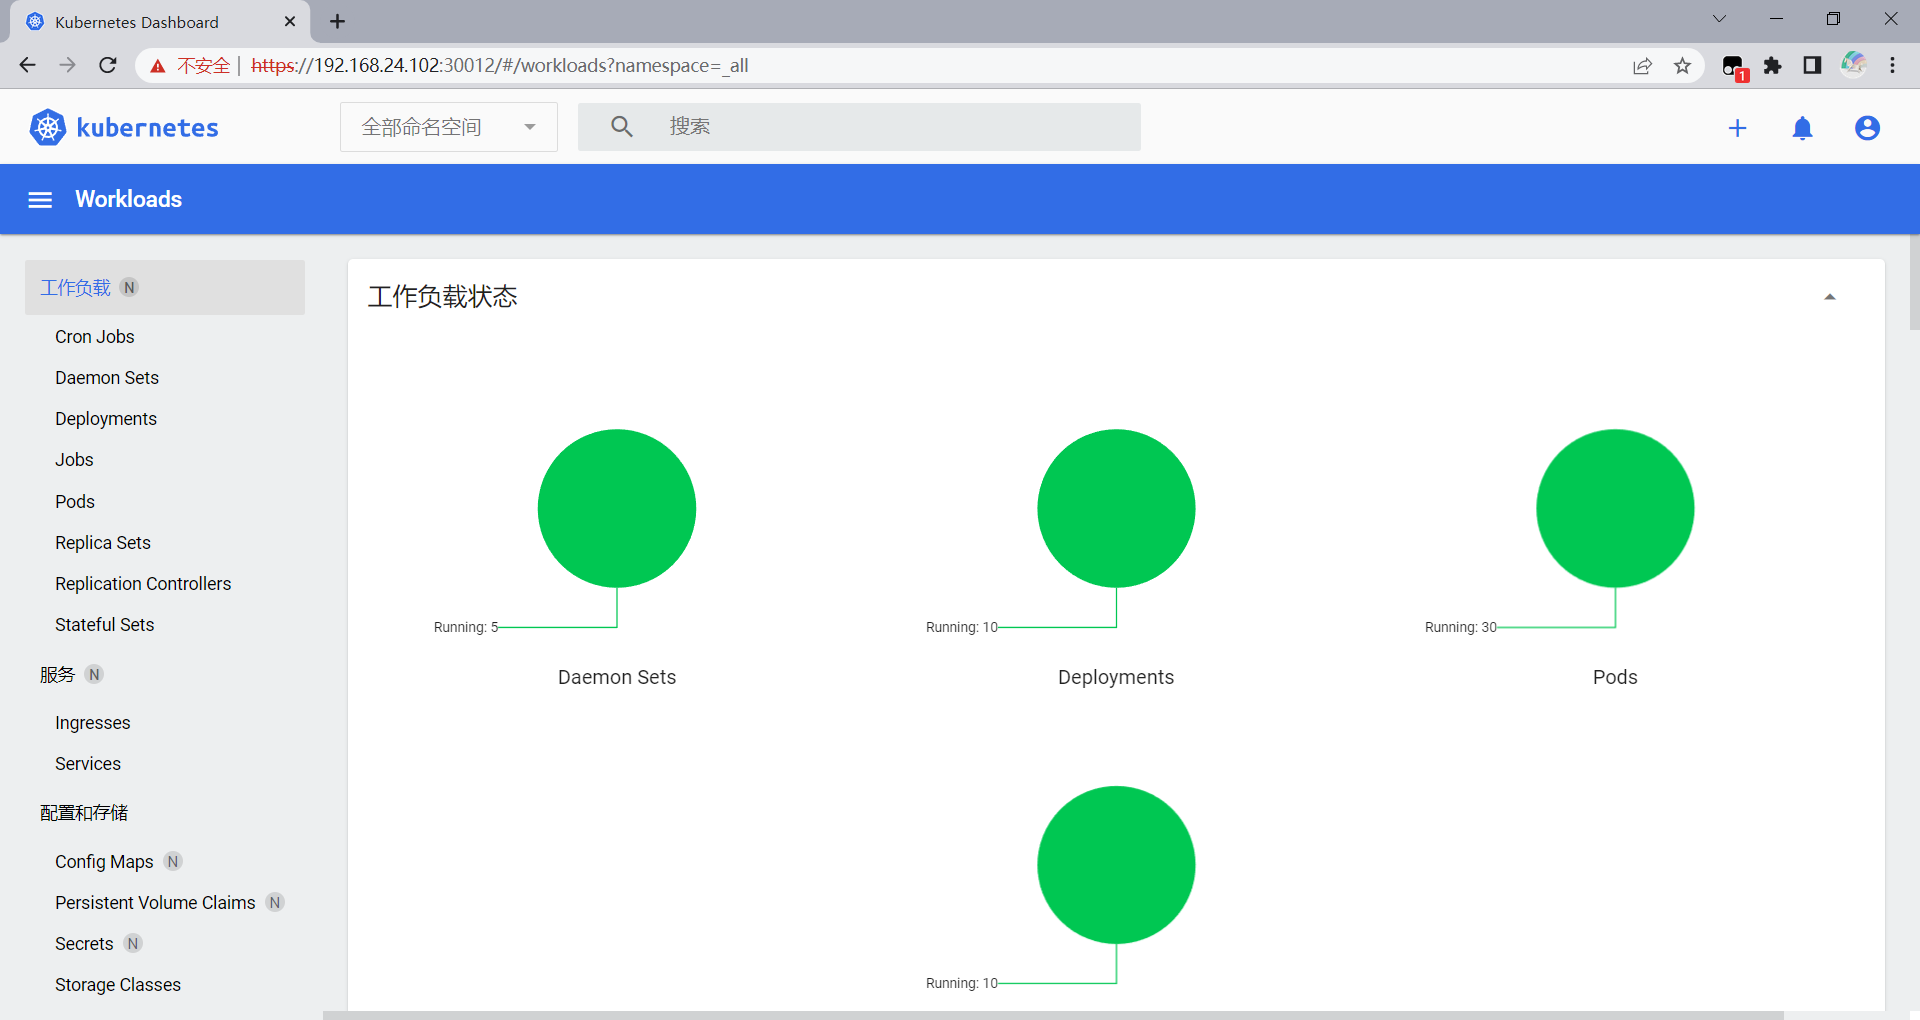 Kubernetes Dashboard
不安全 | https://192.168.24.102:30012/#/workloads?namespace=_all
1
kubernetes
全部命名空间
搜索
Workloads
工作负载 N
Cron Jobs
Daemon Sets
Deployments
Jobs
Pods
Replica Sets
Replication Controllers
Stateful Sets
服务 N
Ingresses
Services
配置和存储
Config Maps N
Persistent Volume Claims N
Secrets N
Storage Classes
工作负载状态
Running: 5
Daemon Sets
Running: 10
Deployments
Running: 30
Pods
Running: 10